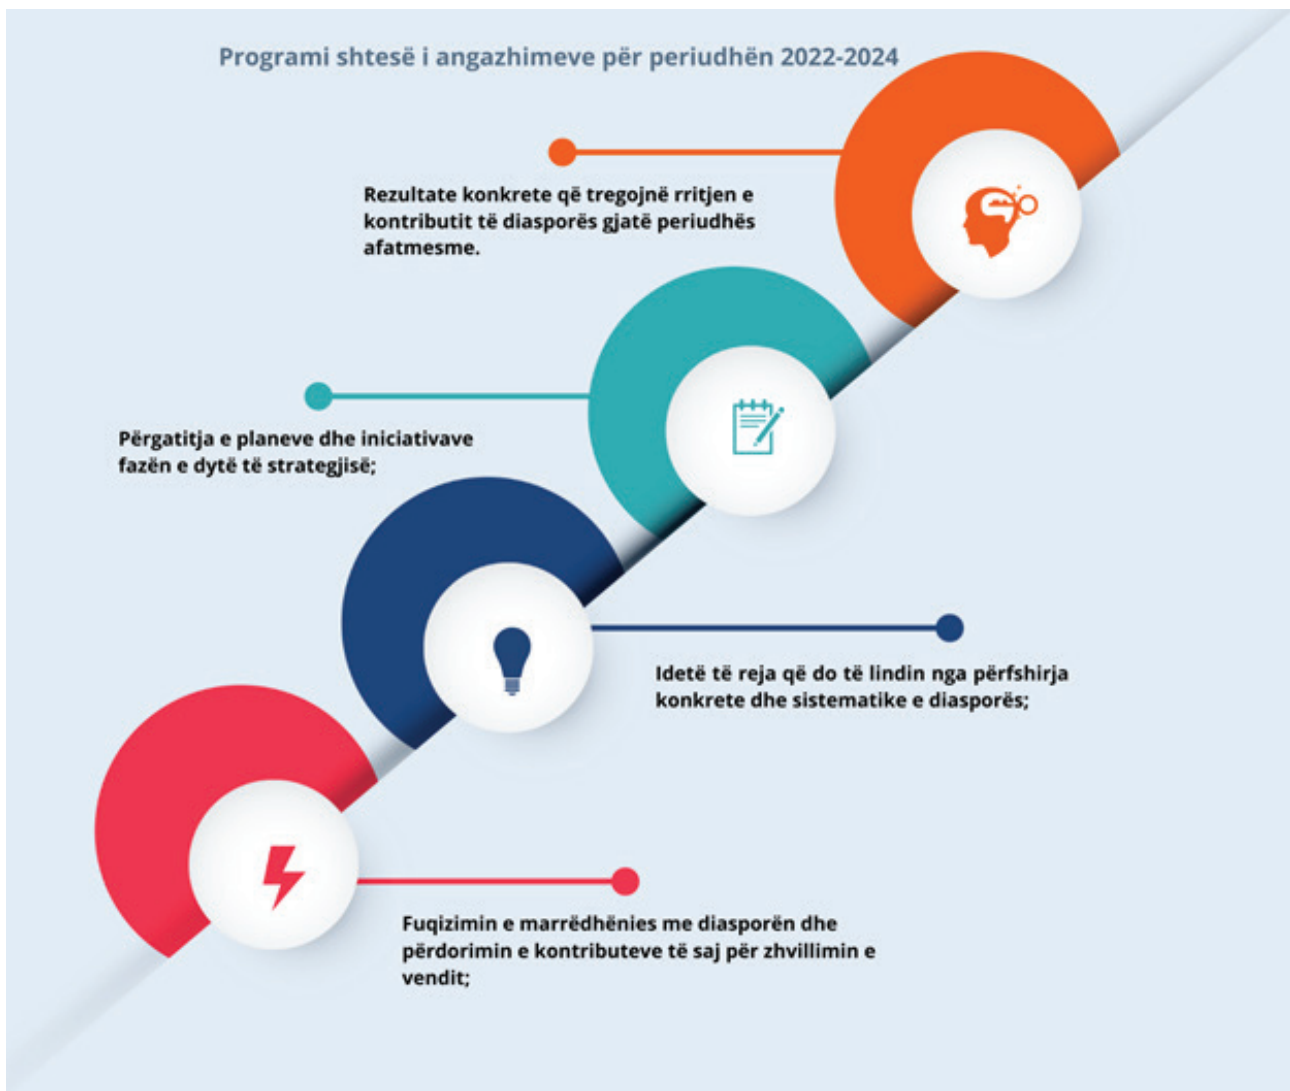 Programi shtesë i angazhimeve për periudhën 2022-2024
Rezultate konkrete që tregojnë rritjen e
kontributit të diasporës gjatë periudhës
afatmesme.
Përgatitja e planeve dhe iniciativave
fazën e dytë të strategjisë;
Idetë të reja që do të lindin nga përfshirja
konkrete dhe sistematike e diasporës;
Fuqizimin e marrëdhënies me diasporën dhe
përdorimin e kontributeve të saj për zhvillimin e
vendit;